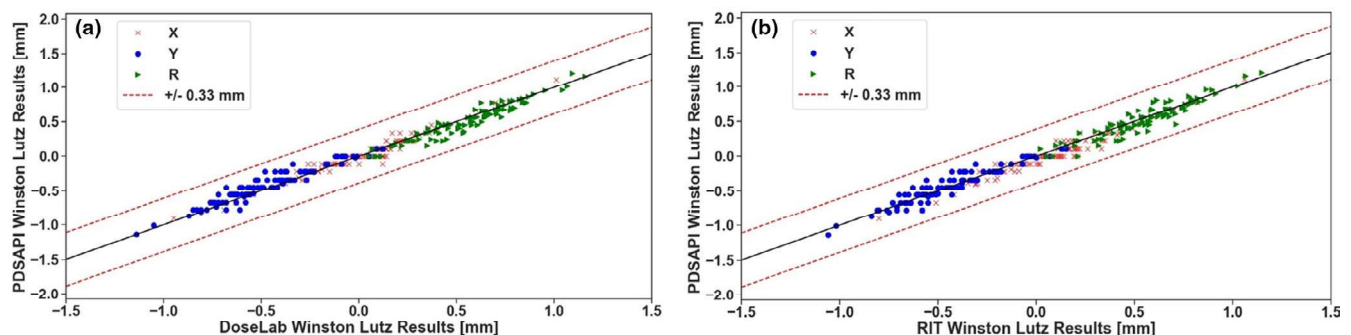 (a)
PDSAPI Winston Lutz Results [mm]
2.0
1.5
1.0
0.5
0.0
−0.5
−1.0
−1.5
−2.0
X
Y
R
+/- 0.33 mm
−1.5 −1.0 −0.5 0.0 0.5 1.0 1.5
DoseLab Winston Lutz Results [mm]
(b)
PDSAPI Winston Lutz Results [mm]
2.0
1.5
1.0
0.5
0.0
−0.5
−1.0
−1.5
−2.0
X
Y
R
+/- 0.33 mm
−1.5 −1.0 −0.5 0.0 0.5 1.0 1.5
RIT Winston Lutz Results [mm]